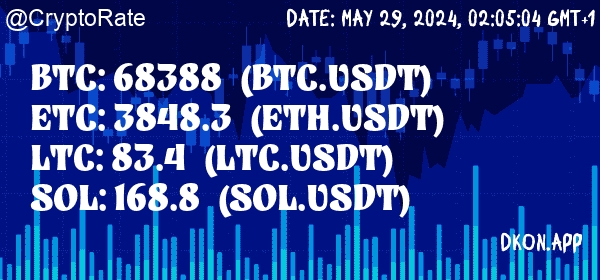 @CryptoRate
DATE: MAY 29, 2024, 02:05:04 GMT+1
BTC: 68388 (BTC.USDT)
ETC: 3848.3 (ETH.USDT)
LTC: 83.4 (LTC.USDT)
SOL: 168.8 (SOL.USDT)
DKON.APP